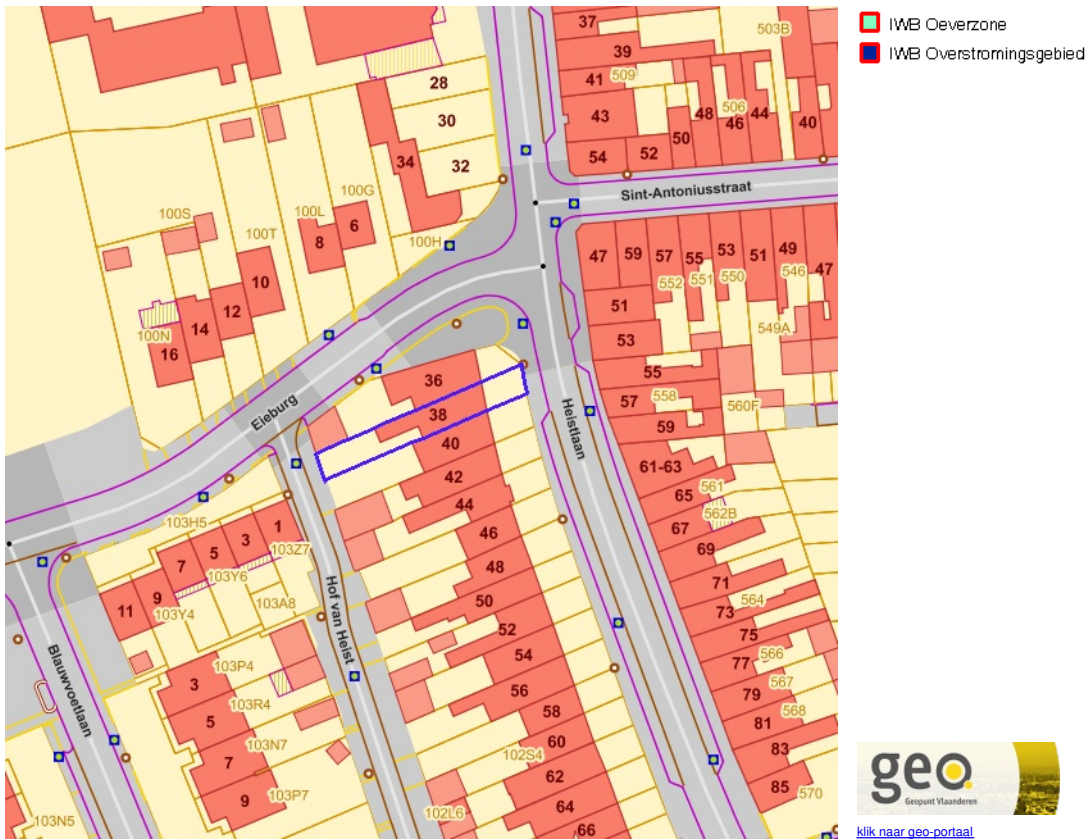 37
503B
39
28
41
509
30
43
48
506
46
44
40
50
34
32
54
52
Sint-Antoniusstraat
100G
100S
100L
6
100T
8
100H
10
47
59
57
55
53
51
49
47
552
551
550
546
12
51
14
53
549A
100N
16
36
55
Eieburg
38
57
558
560F
Heistlaan
59
40
61-63
42
65
561
44
562B
67
46
103H5
1
69
3
5
103Z7
7
48
71
103Y6
11
9
50
564
73
103A8
Hof van Heist
103Y4
52
75
54
566
77
Blauwvoetlaan
3
103P4
56
567
79
103R4
58
568
5
81
60
103N7
102S4
83
7
62
103P7
64
85
570
9
102L6
103N5
66
IWB Oeverzone
IWB Overstromingsgebied
geo
Geopunt Vlaanderen
klik naar geo-portaal